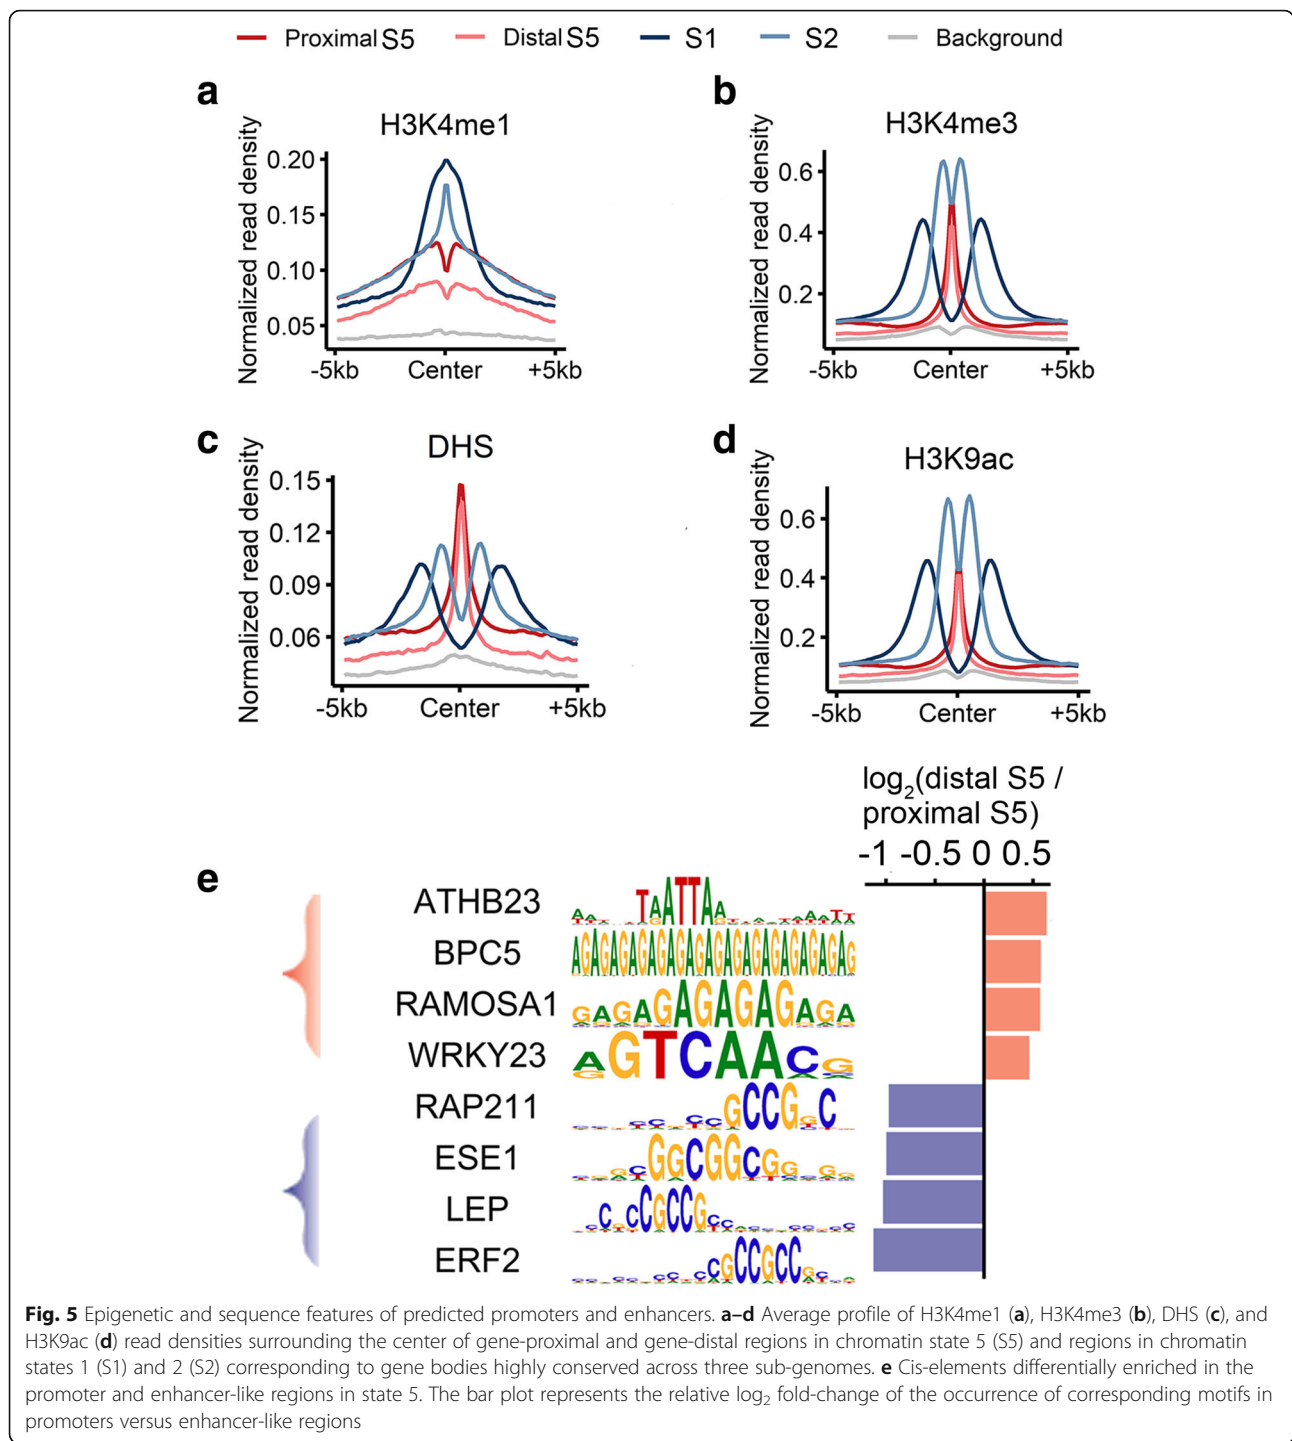 Proximal S5 Distal S5 S1 S2 Background
a
H3K4me1
Normalized read density
0.20
0.15
0.10
0.05
-5kb Center +5kb
b
H3K4me3
Normalized read density
0.6
0.4
0.2
-5kb Center +5kb
c
DHS
Normalized read density
0.15
0.12
0.09
0.06
-5kb Center +5kb
d
H3K9ac
Normalized read density
0.6
0.4
0.2
-5kb Center +5kb
e
log2(distal S5 /
proximal S5)
-1 -0.5 0 0.5
ATHB23
BPC5
AGAGAGAGAGAGAGAGAGAGAGAGAGAGAG
RAMOSA1
GAGAGAGAGAGAGA
WRKY23
AGTCAACG
RAP211
ESE1
LEP
ERF2
Fig. 5 Epigenetic and sequence features of predicted promoters and enhancers. a–d Average profile of H3K4me1 (a), H3K4me3 (b), DHS (c), and
H3K9ac (d) read densities surrounding the center of gene-proximal and gene-distal regions in chromatin state 5 (S5) and regions in chromatin
states 1 (S1) and 2 (S2) corresponding to gene bodies highly conserved across three sub-genomes. e Cis-elements differentially enriched in the
promoter and enhancer-like regions in state 5. The bar plot represents the relative log2 fold-change of the occurrence of corresponding motifs in
promoters versus enhancer-like regions